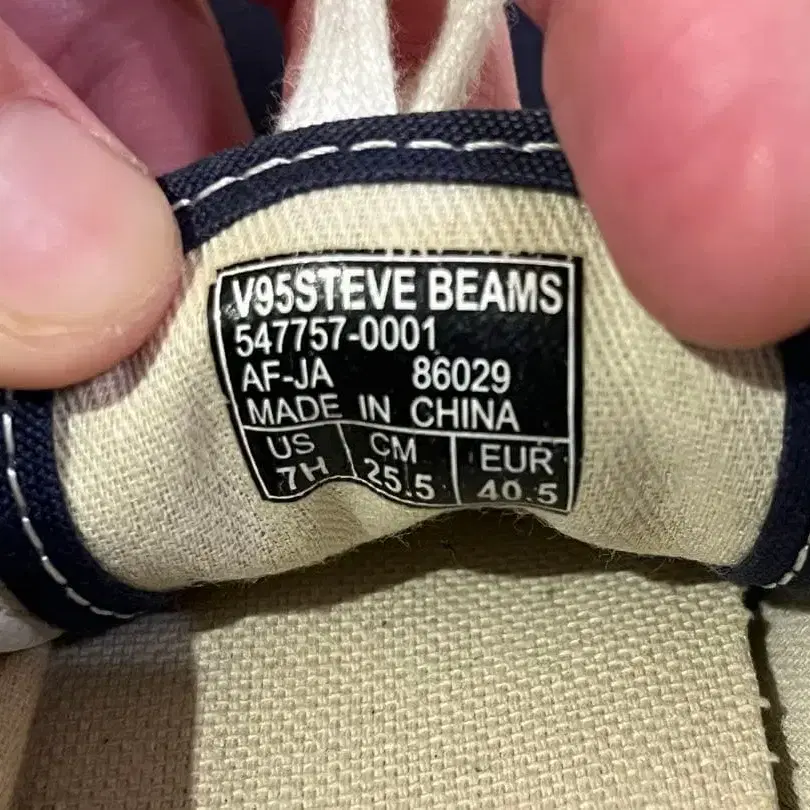 V95STEVE BEAMS
547757-0001
AF-JA 86029
MADE IN CHINA
US CM EUR
7H 25.5 40.5